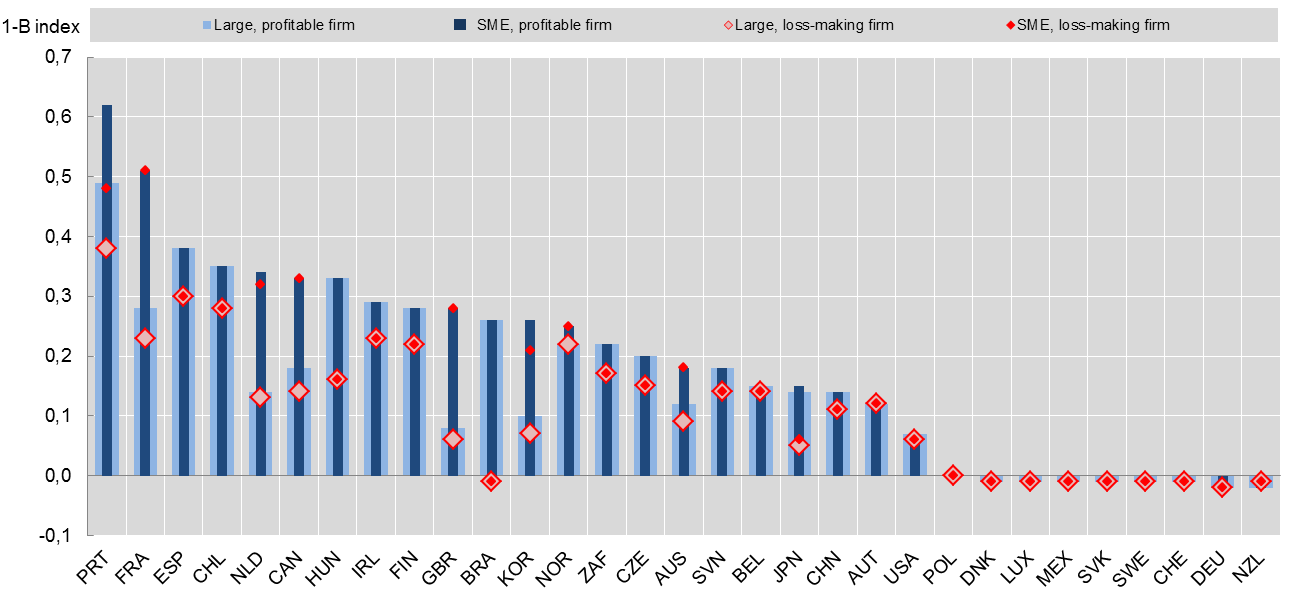 1-B index
Large, profitable firm
SME, profitable firm
Large, loss-making firm
SME, loss-making firm
0,7
0,6
0,5
0,4
0,3
0,2
0,1
0,0
-0,1
PRT
FRA
ESP
CHL
NLD
CAN
HUN
IRL
FIN
GBR
BRA
KOR
NOR
ZAF
CZE
AUS
SVN
BEL
JPN
CHN
AUT
USA
POL
DNK
LUX
MEX
SVK
SWE
CHE
DEU
NZL